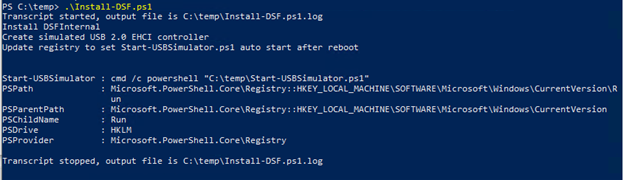 PS C:\temp> .\Install-DSF.ps1
Transcript started, output file is C:\temp\Install-DSF.ps1.log
Install DSFInternal
Create simulated USB 2.0 EHCI controller
Update registry to set Start-USBSimulator.ps1 auto start after reboot
Start-USBSimulator : cmd /c powershell "C:\temp\Start-USBSimulator.ps1"
PSPath : Microsoft.PowerShell.Core\Registry::HKEY_LOCAL_MACHINE\SOFTWARE\Microsoft\Windows\CurrentVersion\R
un
PSParentPath : Microsoft.PowerShell.Core\Registry::HKEY_LOCAL_MACHINE\SOFTWARE\Microsoft\Windows\CurrentVersion
PSChildName : Run
PSDrive : HKLM
PSProvider : Microsoft.PowerShell.Core\Registry
Transcript stopped, output file is C:\temp\Install-DSF.ps1.log